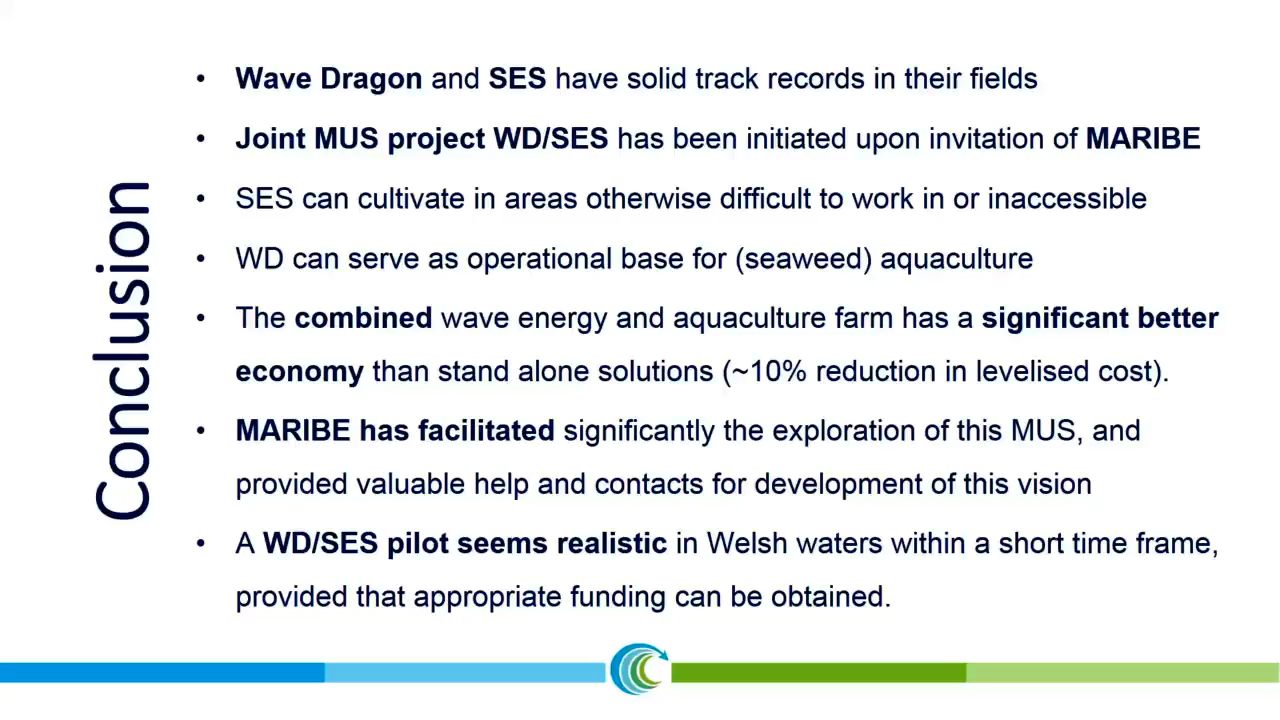 Conclusion
• Wave Dragon and SES have solid track records in their fields
• Joint MUS project WD/SES has been initiated upon invitation of MARIBE
• SES can cultivate in areas otherwise difficult to work in or inaccessible
• WD can serve as operational base for (seaweed) aquaculture
• The combined wave energy and aquaculture farm has a significant better
economy than stand alone solutions (~10% reduction in levelised cost).
• MARIBE has facilitated significantly the exploration of this MUS, and
provided valuable help and contacts for development of this vision
• A WD/SES pilot seems realistic in Welsh waters within a short time frame,
provided that appropriate funding can be obtained.